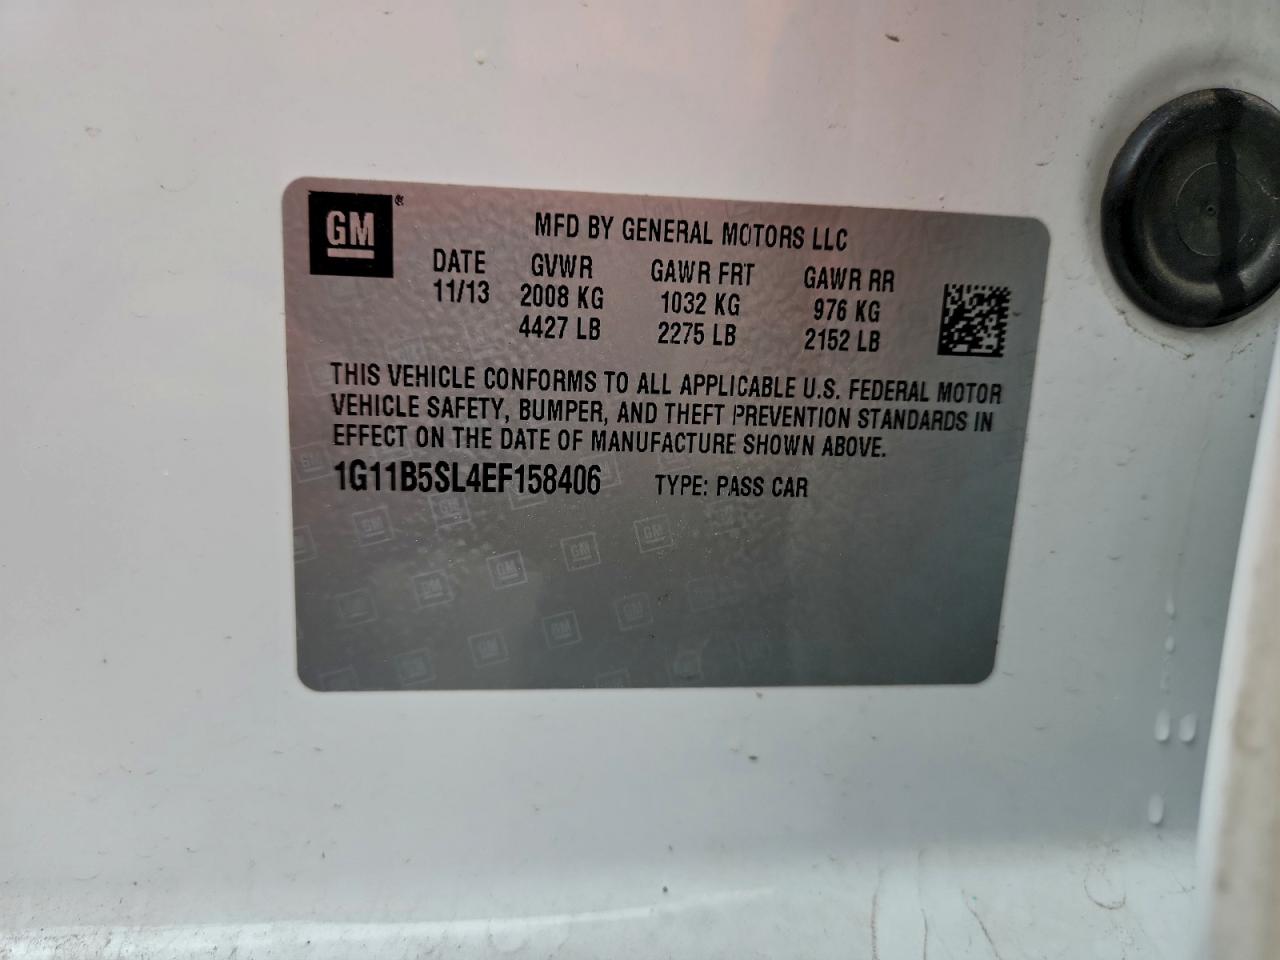 GM®
MFD BY GENERAL MOTORS LLC
DATE GVWR GAWR FRT GAWR RR
11/13 2008 KG 1032 KG 976 KG
4427 LB 2275 LB 2152 LB
THIS VEHICLE CONFORMS TO ALL APPLICABLE U.S. FEDERAL MOTOR
VEHICLE SAFETY, BUMPER, AND THEFT PREVENTION STANDARDS IN
EFFECT ON THE DATE OF MANUFACTURE SHOWN ABOVE.
1G11B5SL4EF158406 TYPE: PASS CAR